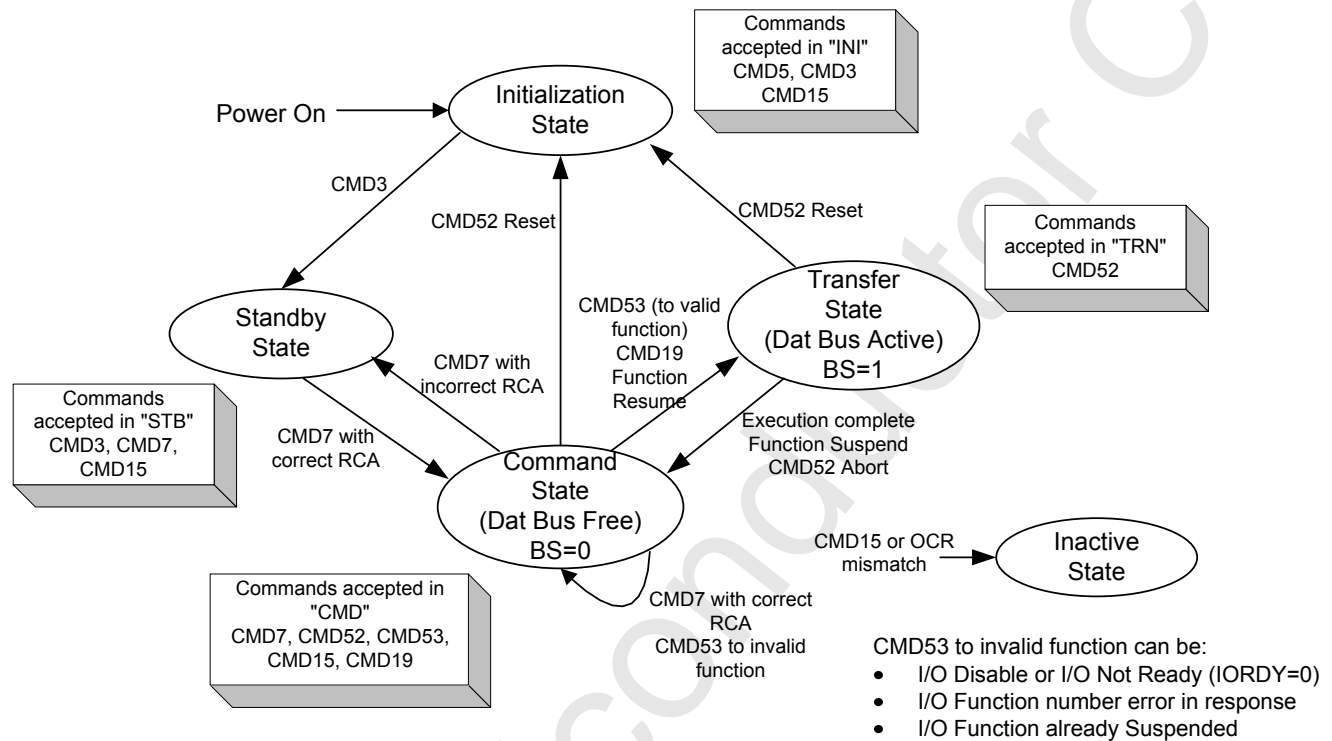 Commands
accepted in "INI"
CMD5, CMD3
CMD15
Power On
Initialization
State
CMD3
CMD52 Reset
CMD52 Reset
Commands
accepted in "TRN"
CMD52
Standby
State
CMD53 (to valid
function)
CMD19
Function
Resume
Transfer
State
(Dat Bus Active)
BS=1
CMD7 with
incorrect RCA
Commands
accepted in "STB"
CMD3, CMD7,
CMD15
CMD7 with
correct RCA
Execution complete
Function Suspend
CMD52 Abort
Command
State
(Dat Bus Free)
BS=0
CMD15 or OCR
mismatch
Inactive
State
Commands accepted in
"CMD"
CMD7, CMD52, CMD53,
CMD15, CMD19
CMD7 with correct
RCA
CMD53 to invalid
function
CMD53 to invalid function can be:
• I/O Disable or I/O Not Ready (IORDY=0)
• I/O Function number error in response
• I/O Function already Suspended
onductor C